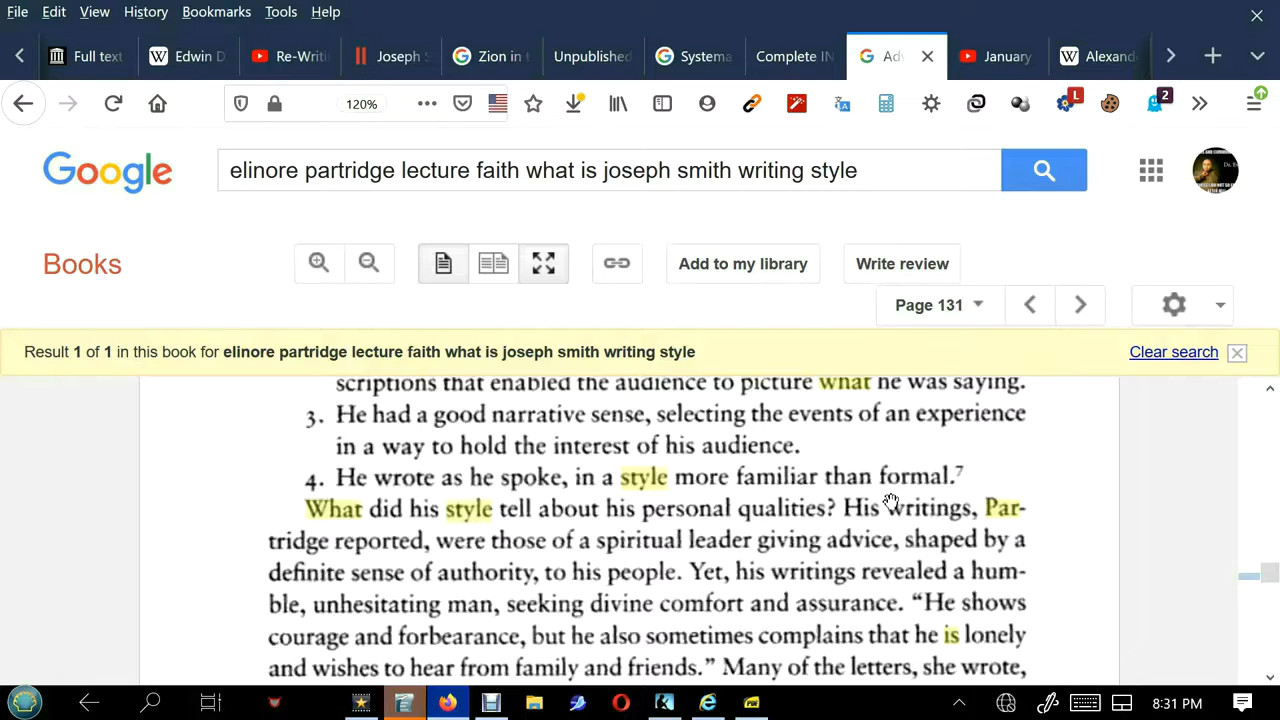 File Edit View History Bookmarks Tools Help
Full text
Edwin D
Re-Writi
Joseph S
Zion in t
Unpublished
Systema
Complete IN
Adv
January
Alexand
120%
L
2
Google
elinore partridge lecture faith what is joseph smith writing style
Books
Add to my library
Write review
Page 131
Result 1 of 1 in this book for elinore partridge lecture faith what is joseph smith writing style
Clear search
scriptions that enabled the audience to picture what he was saying.
3. He had a good narrative sense, selecting the events of an experience
in a way to hold the interest of his audience.
4. He wrote as he spoke, in a style more familiar than formal.7
What did his style tell about his personal qualities? His writings, Par-
tridge reported, were those of a spiritual leader giving advice, shaped by a
definite sense of authority, to his people. Yet, his writings revealed a hum-
ble, unhesitating man, seeking divine comfort and assurance. “He shows
courage and forbearance, but he also sometimes complains that he is lonely
and wishes to hear from family and friends.” Many of the letters, she wrote,
8:31 PM